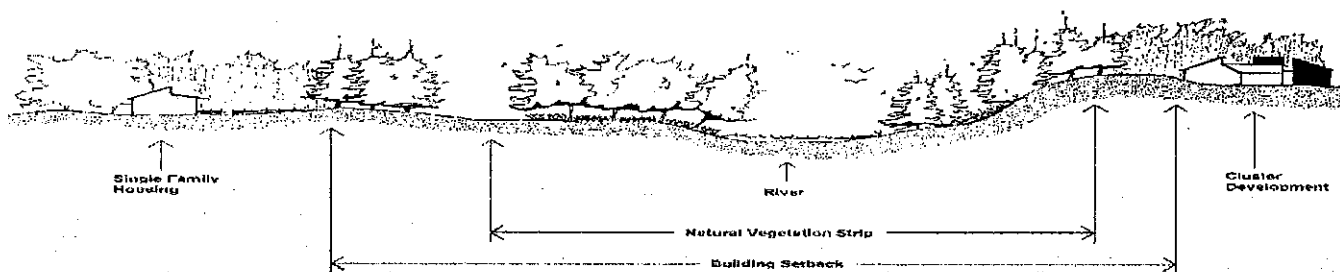 Single Family
Housing
River
Cluster
Development
Natural Vegetation Strip
Building Setback